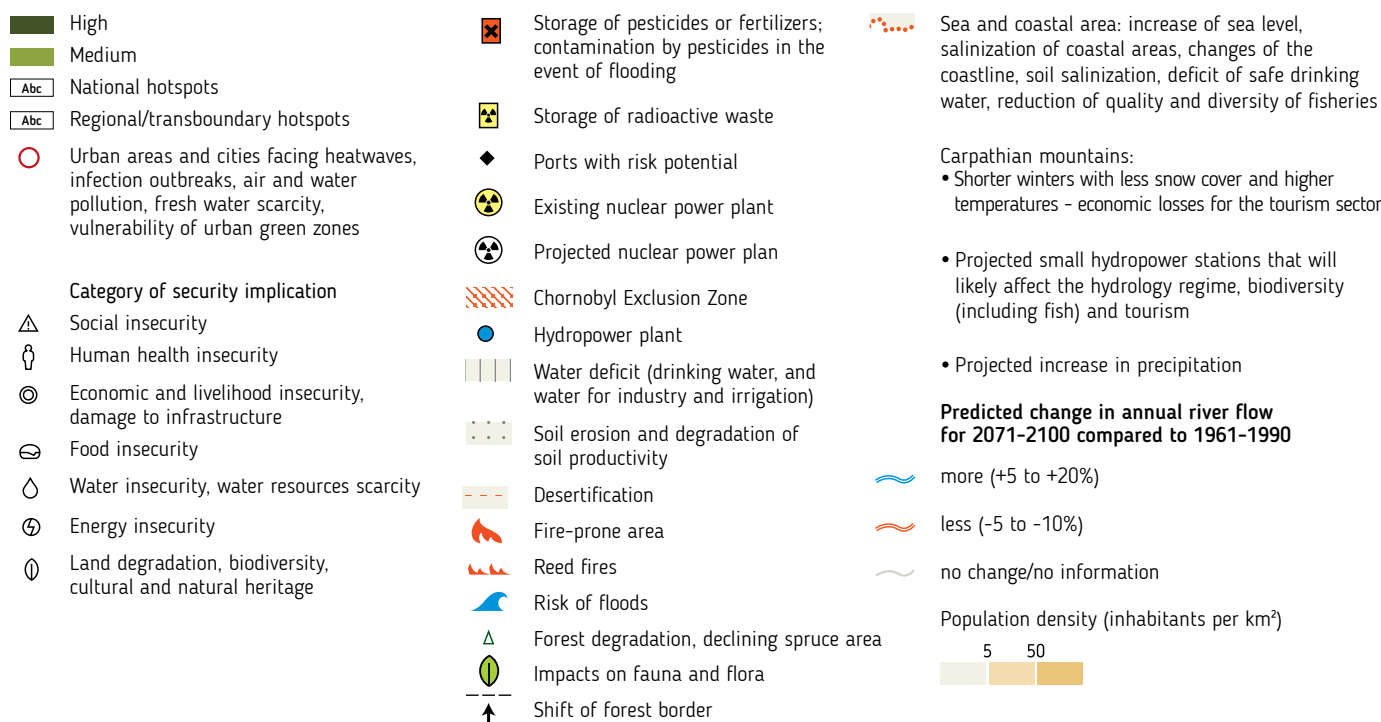 High
Medium
Abc
National hotspots
Abc
Regional/transboundary hotspots
Urban areas and cities facing heatwaves,
infection outbreaks, air and water
pollution, fresh water scarcity,
vulnerability of urban green zones
Category of security implication
Social insecurity
Human health insecurity
Economic and livelihood insecurity,
damage to infrastructure
Food insecurity
Water insecurity, water resources scarcity
Energy insecurity
Land degradation, biodiversity,
cultural and natural heritage
Storage of pesticides or fertilizers;
contamination by pesticides in the
event of flooding
Storage of radioactive waste
Ports with risk potential
Existing nuclear power plant
Projected nuclear power plan
Chornobyl Exclusion Zone
Hydropower plant
Water deficit (drinking water, and
water for industry and irrigation)
Soil erosion and degradation of
soil productivity
Desertification
Fire-prone area
Reed fires
Risk of floods
Forest degradation, declining spruce area
Impacts on fauna and flora
Shift of forest border
Sea and coastal area: increase of sea level,
salinization of coastal areas, changes of the
coastline, soil salinization, deficit of safe drinking
water, reduction of quality and diversity of fisheries
Carpathian mountains:
• Shorter winters with less snow cover and higher
temperatures - economic losses for the tourism sector
• Projected small hydropower stations that will
likely affect the hydrology regime, biodiversity
(including fish) and tourism
• Projected increase in precipitation
Predicted change in annual river flow
for 2071-2100 compared to 1961-1990
more (+5 to +20%)
less (-5 to -10%)
no change/no information
Population density (inhabitants per km²)
5 50